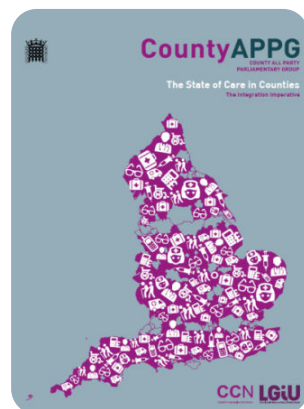 CountyAPPG
COUNTY ALL PARTY
PARLIAMENTARY GROUP
The State of Care in Counties
The Integration Imperative
CCN LGiU